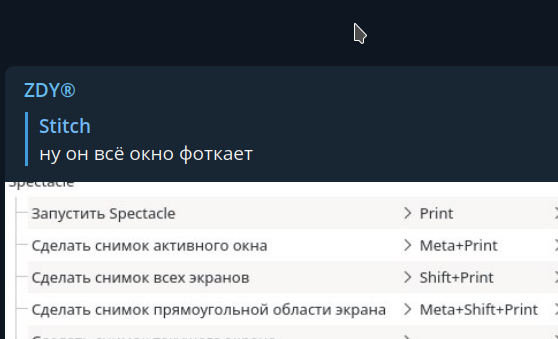 ZDY®
Stitch
ну он всё окно фоткает
Spectacle
Запустить Spectacle > Print
Сделать снимок активного окна > Meta+Print
Сделать снимок всех экранов > Shift+Print
Сделать снимок прямоугольной области экрана > Meta+Shift+Print